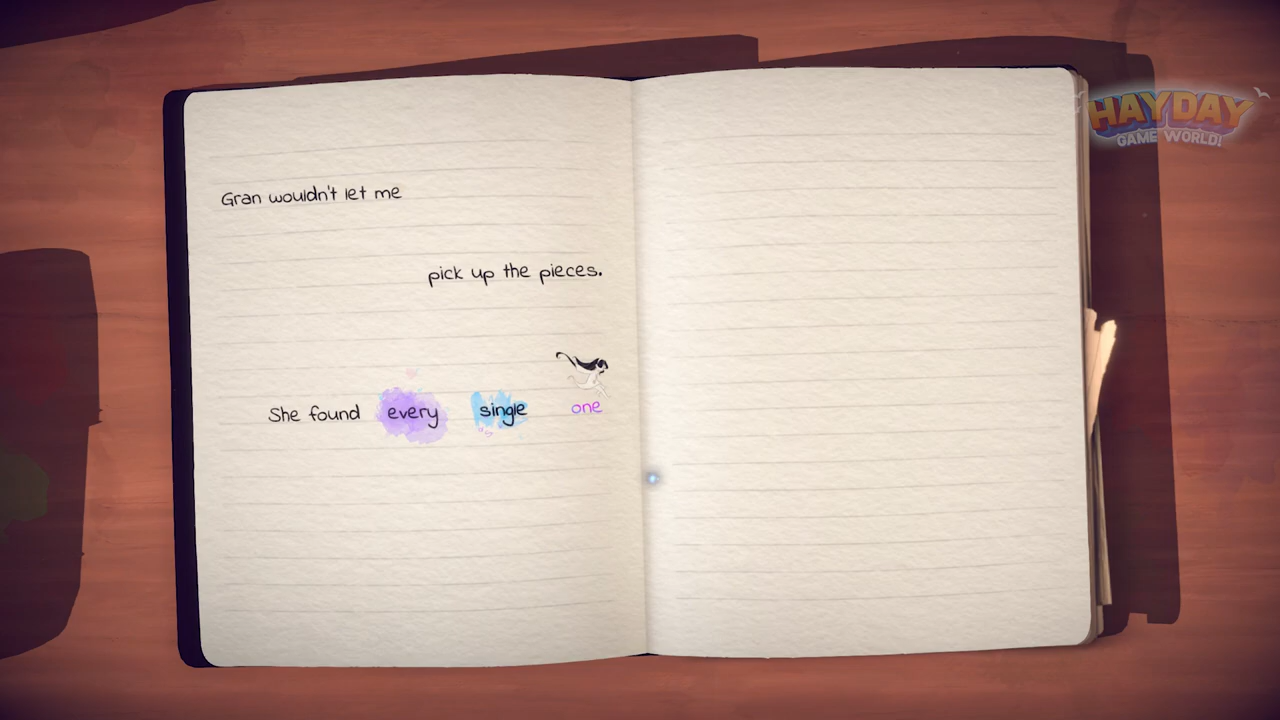 HAYDAY
GAME WORLD!
Gran wouldn't let me
pick up the pieces.
She found every single one